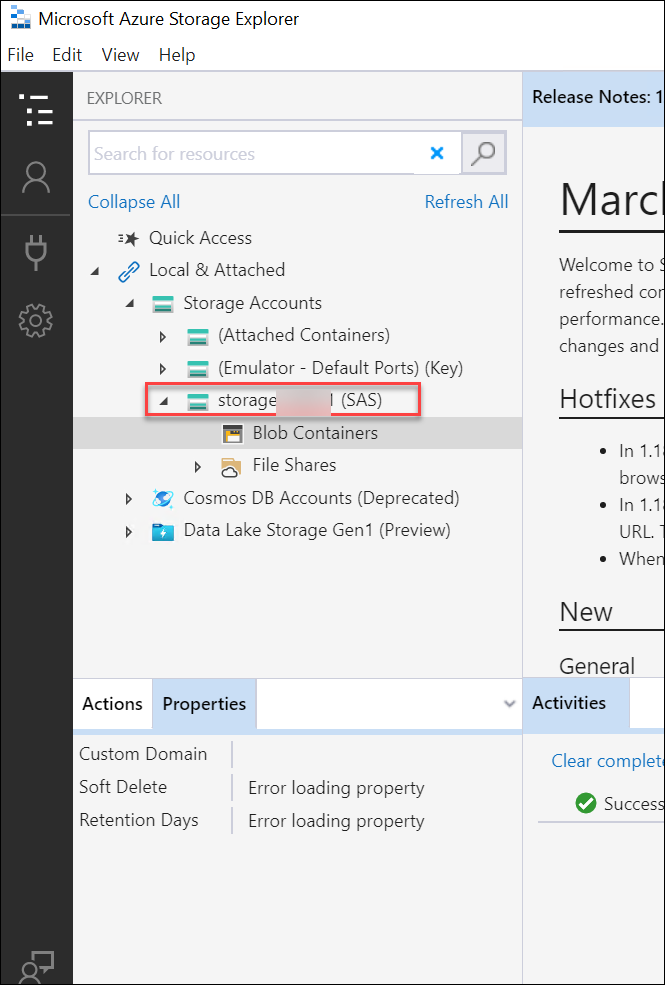 Microsoft Azure Storage Explorer
File Edit View Help
EXPLORER
Search for resources
Collapse All Refresh All
Quick Access
Local & Attached
Storage Accounts
(Attached Containers)
(Emulator - Default Ports) (Key)
storage 1 (SAS)
Blob Containers
File Shares
Cosmos DB Accounts (Deprecated)
Data Lake Storage Gen1 (Preview)
Actions Properties
Custom Domain
Soft Delete Error loading property
Retention Days Error loading property
Release Notes: 1
March
Welcome to S
refreshed con
performance.
changes and
Hotfixes
In 1.18
brows
In 1.18
URL. T
When
New
General
Activities
Clear complete
Success